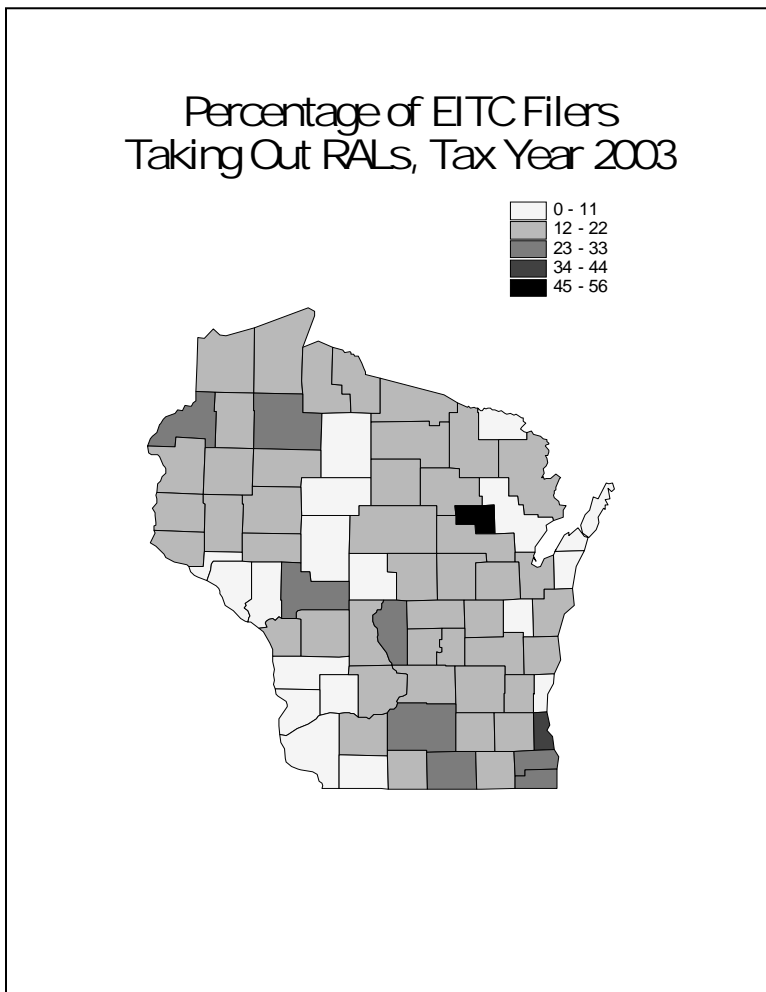 Percentage of EITC Filers
Taking Out RALs, Tax Year 2003
0 - 11
12 - 22
23 - 33
34 - 44
45 - 56